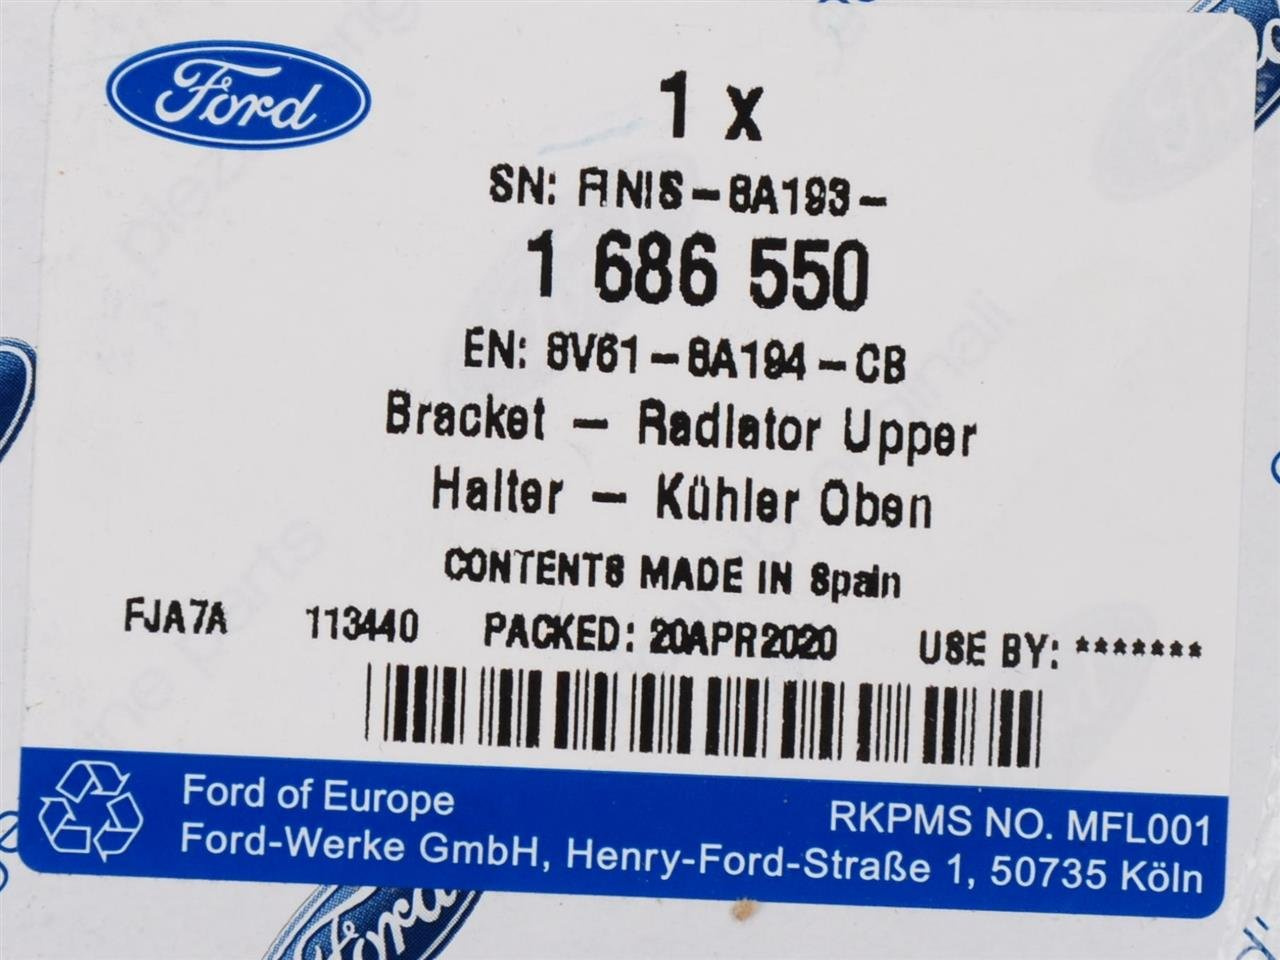 Ford
1 x
SN: FINIS-8A193-
1 686 550
EN: 8V61-8A194-CB
Bracket - Radiator Upper
Halter - Kühler Oben
CONTENTS MADE IN Spain
FJA7A 113440 PACKED: 20APR2020 USE BY: *******
Ford of Europe
RKPMS NO. MFL001
Ford-Werke GmbH, Henry-Ford-Straße 1, 50735 Köln
Ford